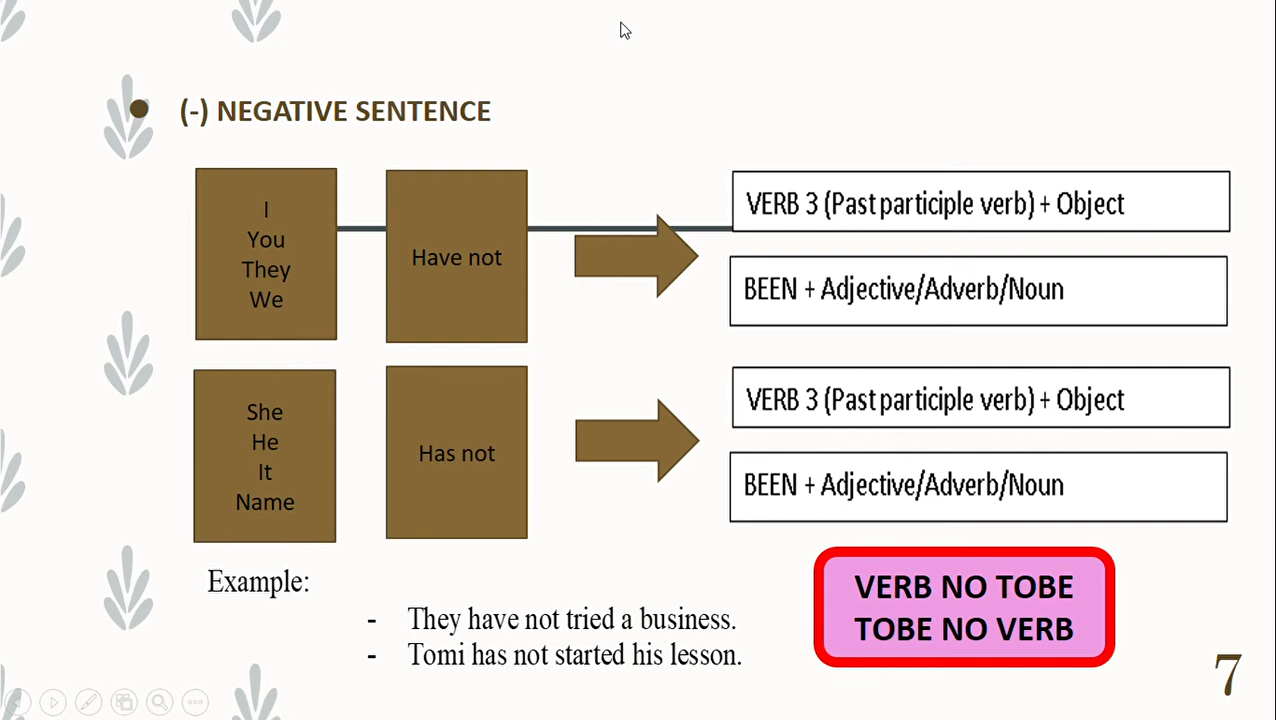 (-) NEGATIVE SENTENCE
I
You
They
We
Have not
VERB 3 (Past participle verb) + Object
BEEN + Adjective/Adverb/Noun
She
He
It
Name
Has not
VERB 3 (Past participle verb) + Object
BEEN + Adjective/Adverb/Noun
Example:
- They have not tried a business.
- Tomi has not started his lesson.
VERB NO TOBE
TOBE NO VERB
7